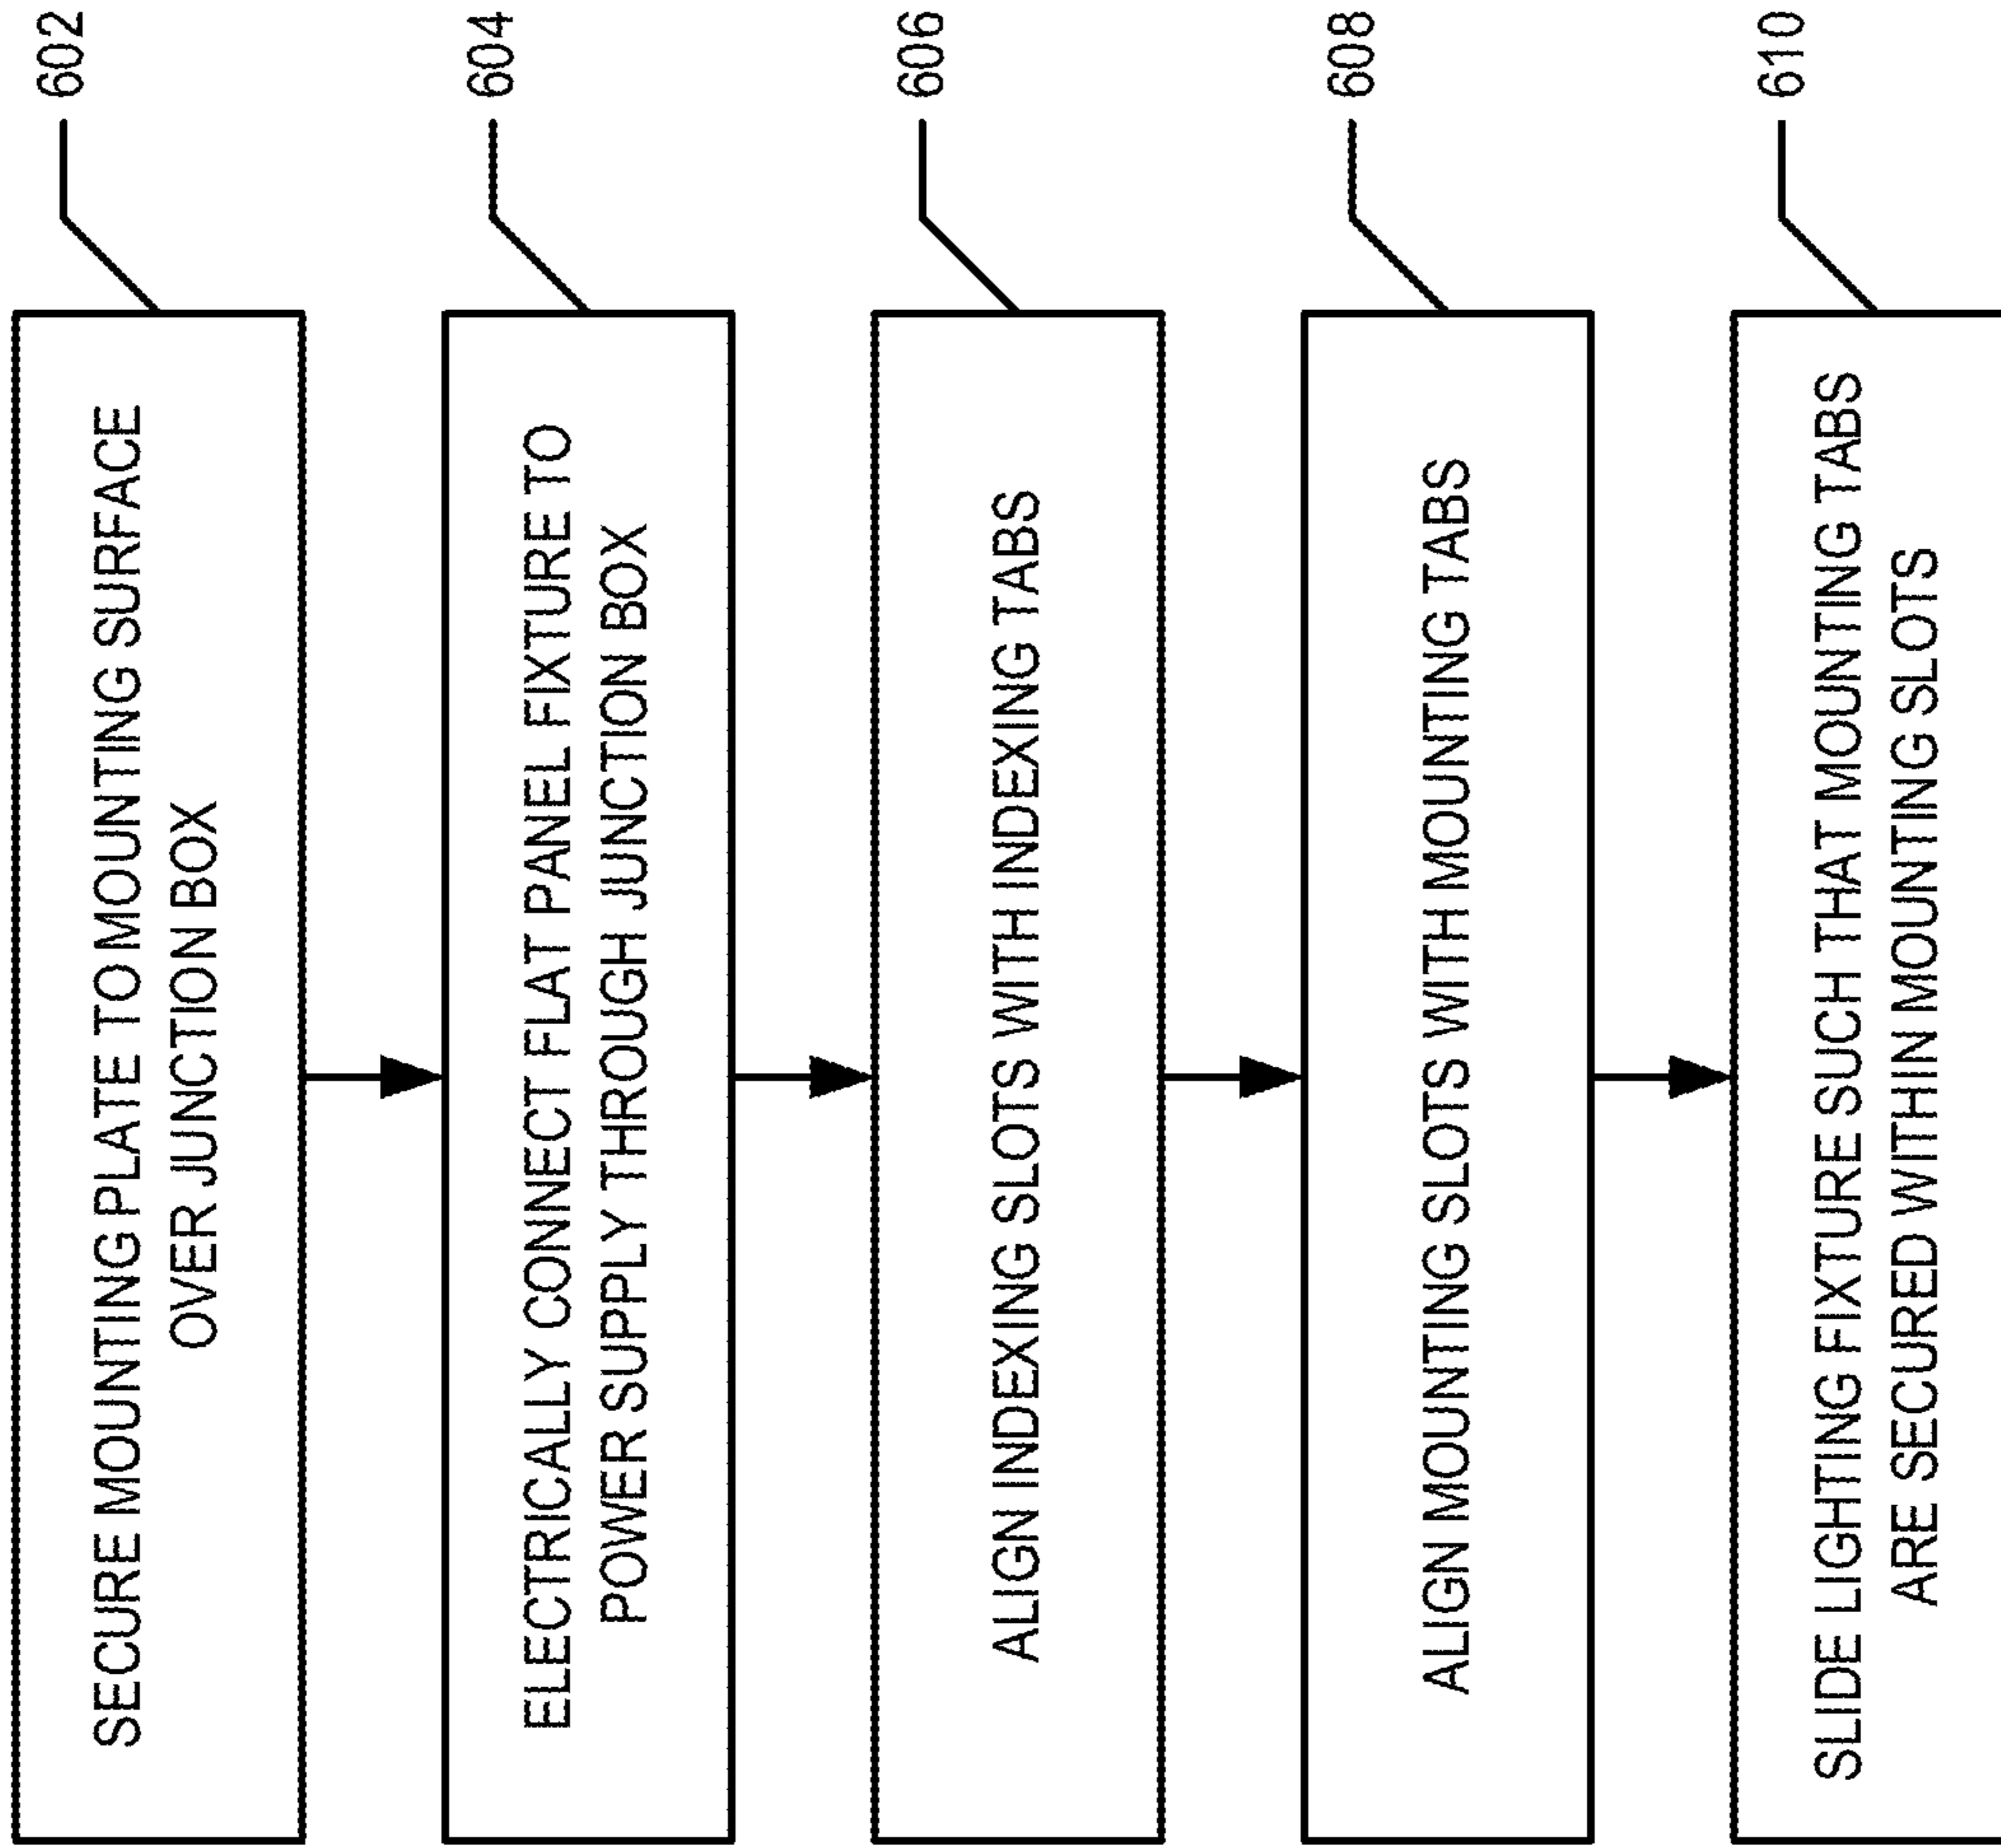 602
SECURE MOUNTING PLATE TO MOUNTING SURFACE
OVER JUNCTION BOX
604
ELECTRICALLY CONNECT FLAT PANEL FIXTURE TO
POWER SUPPLY THROUGH JUNCTION BOX
606
ALIGN INDEXING SLOTS WITH INDEXING TABS
608
ALIGN MOUNTING SLOTS WITH MOUNTING TABS
610
SLIDE LIGHTING FIXTURE SUCH THAT MOUNTING TABS
ARE SECURED WITHIN MOUNTING SLOTS